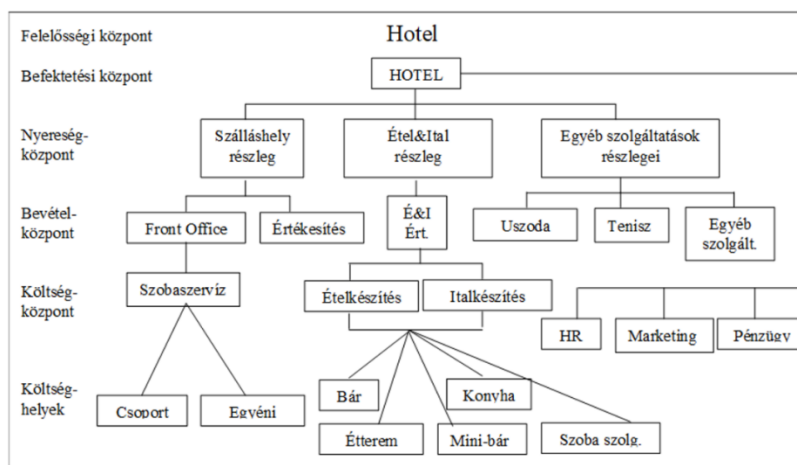 Felelősségi központ
Hotel
Befektetési központ
HOTEL
Nyereség-
központ
Szálláshely
részleg
Étel&Ital
részleg
Egyéb szolgáltatások
részlegei
Bevétel-
központ
Front Office
Értékesítés
É&I
Ért.
Uszoda
Tenisz
Egyéb
szolgált.
Költség-
központ
Szobaszervíz
Ételkészítés
Italkészítés
HR
Marketing
Pénzügy
Költség-
helyek
Csoport
Egyéni
Bár
Konyha
Étterem
Mini-bár
Szoba szolg.